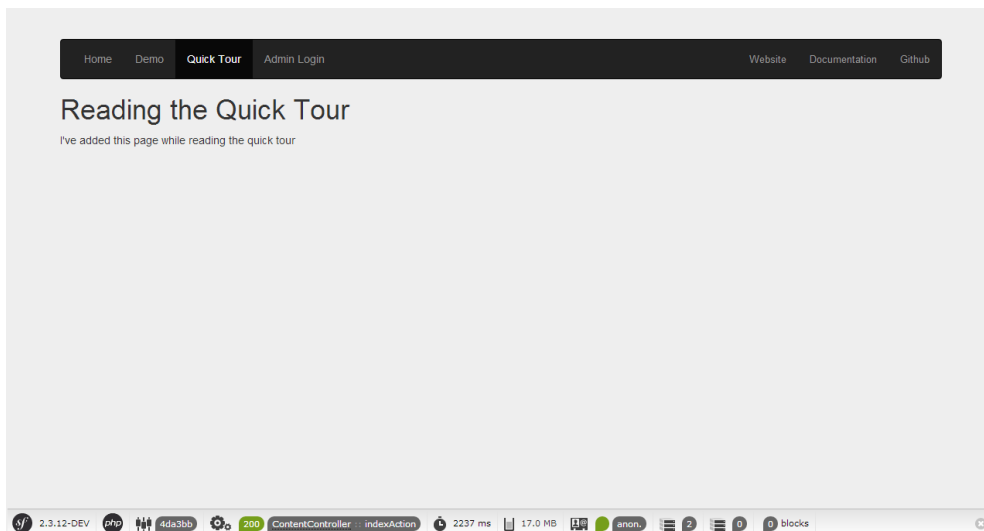 Home Demo Quick Tour Admin Login Website Documentation Github
Reading the Quick Tour
I've added this page while reading the quick tour
sf 2.3.12-DEV php 4da3bb 200 ContentController :: indexAction 2237 ms 17.0 MB anon. 2 0 0 blocks